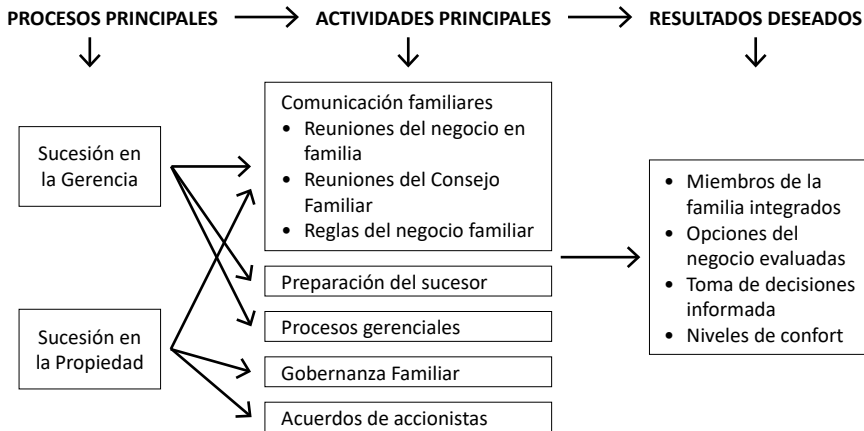 PROCESOS PRINCIPALES
ACTIVIDADES PRINCIPALES
RESULTADOS DESEADOS
Sucesión en
la Gerencia
Sucesión en
la Propiedad
Comunicación familiares
• Reuniones del negocio en
familia
• Reuniones del Consejo
Familiar
• Reglas del negocio familiar
Preparación del sucesor
Procesos gerenciales
Gobernanza Familiar
Acuerdos de accionistas
• Miembros de la
familia integrados
• Opciones del
negocio evaluadas
• Toma de decisiones
informada
• Niveles de confort